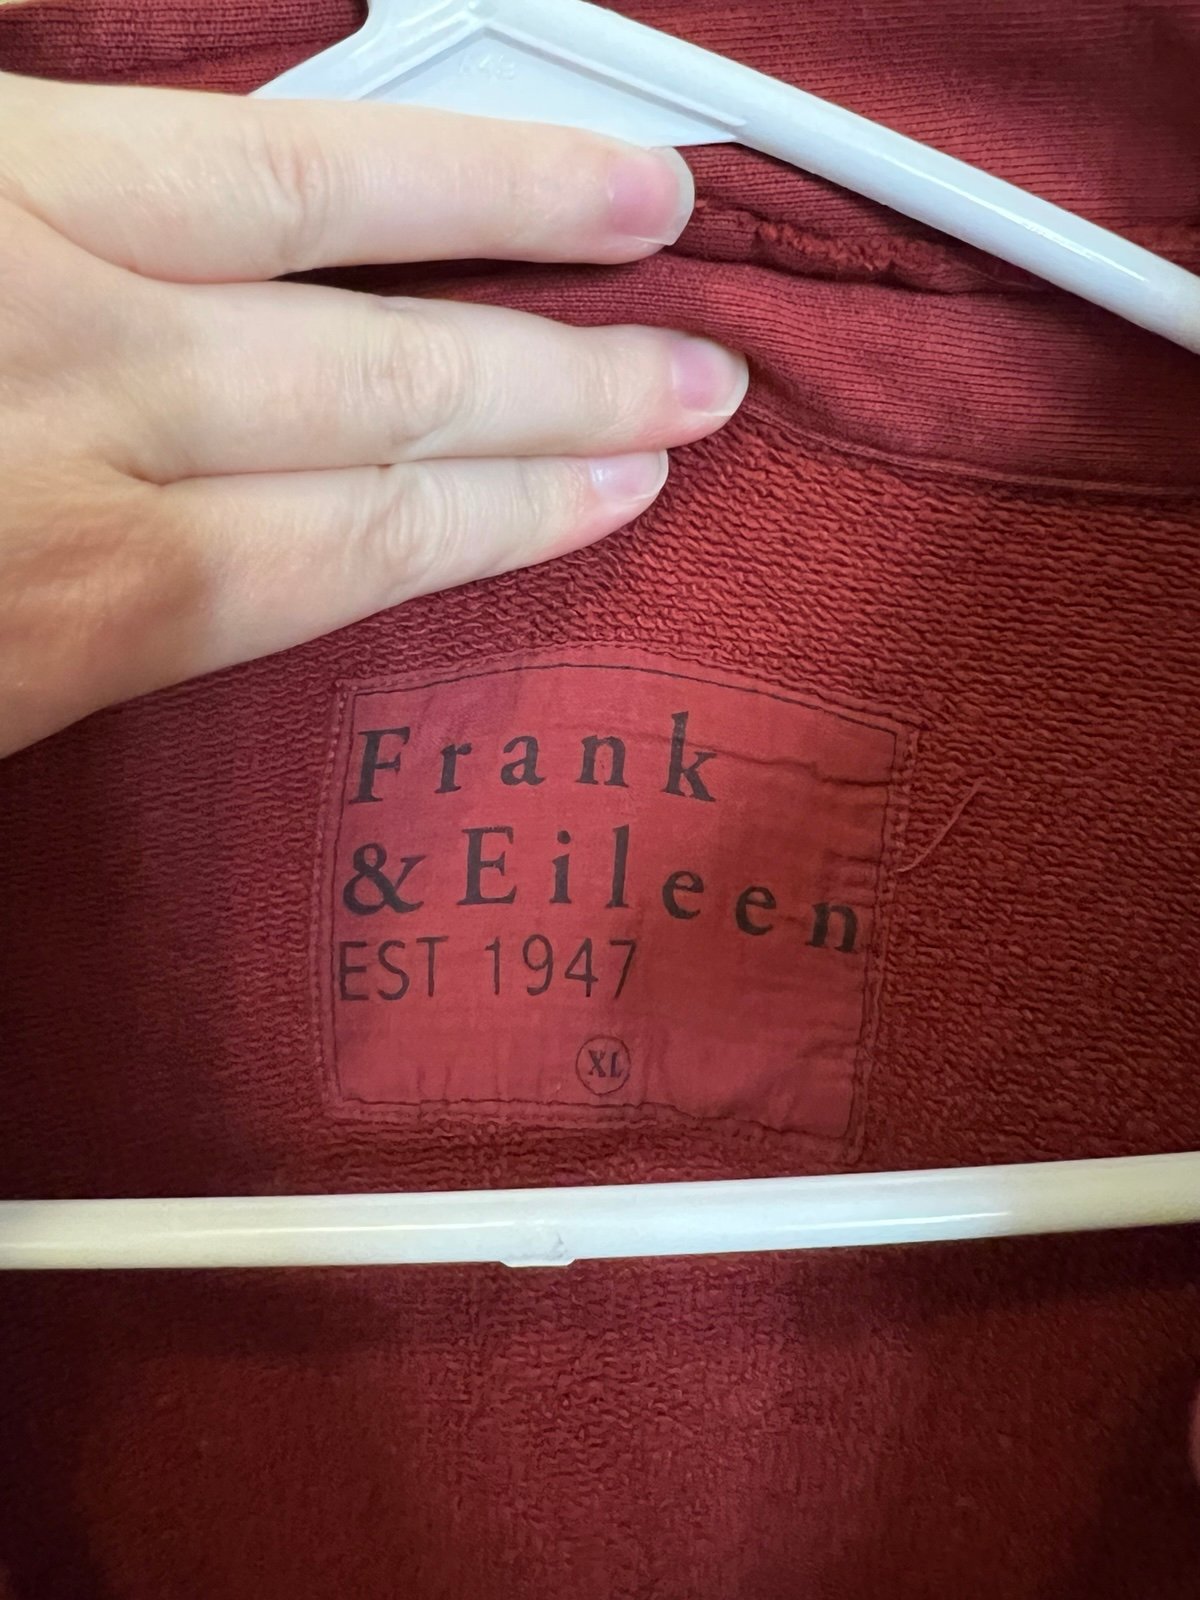 Frank
& Eileen
EST 1947
XL